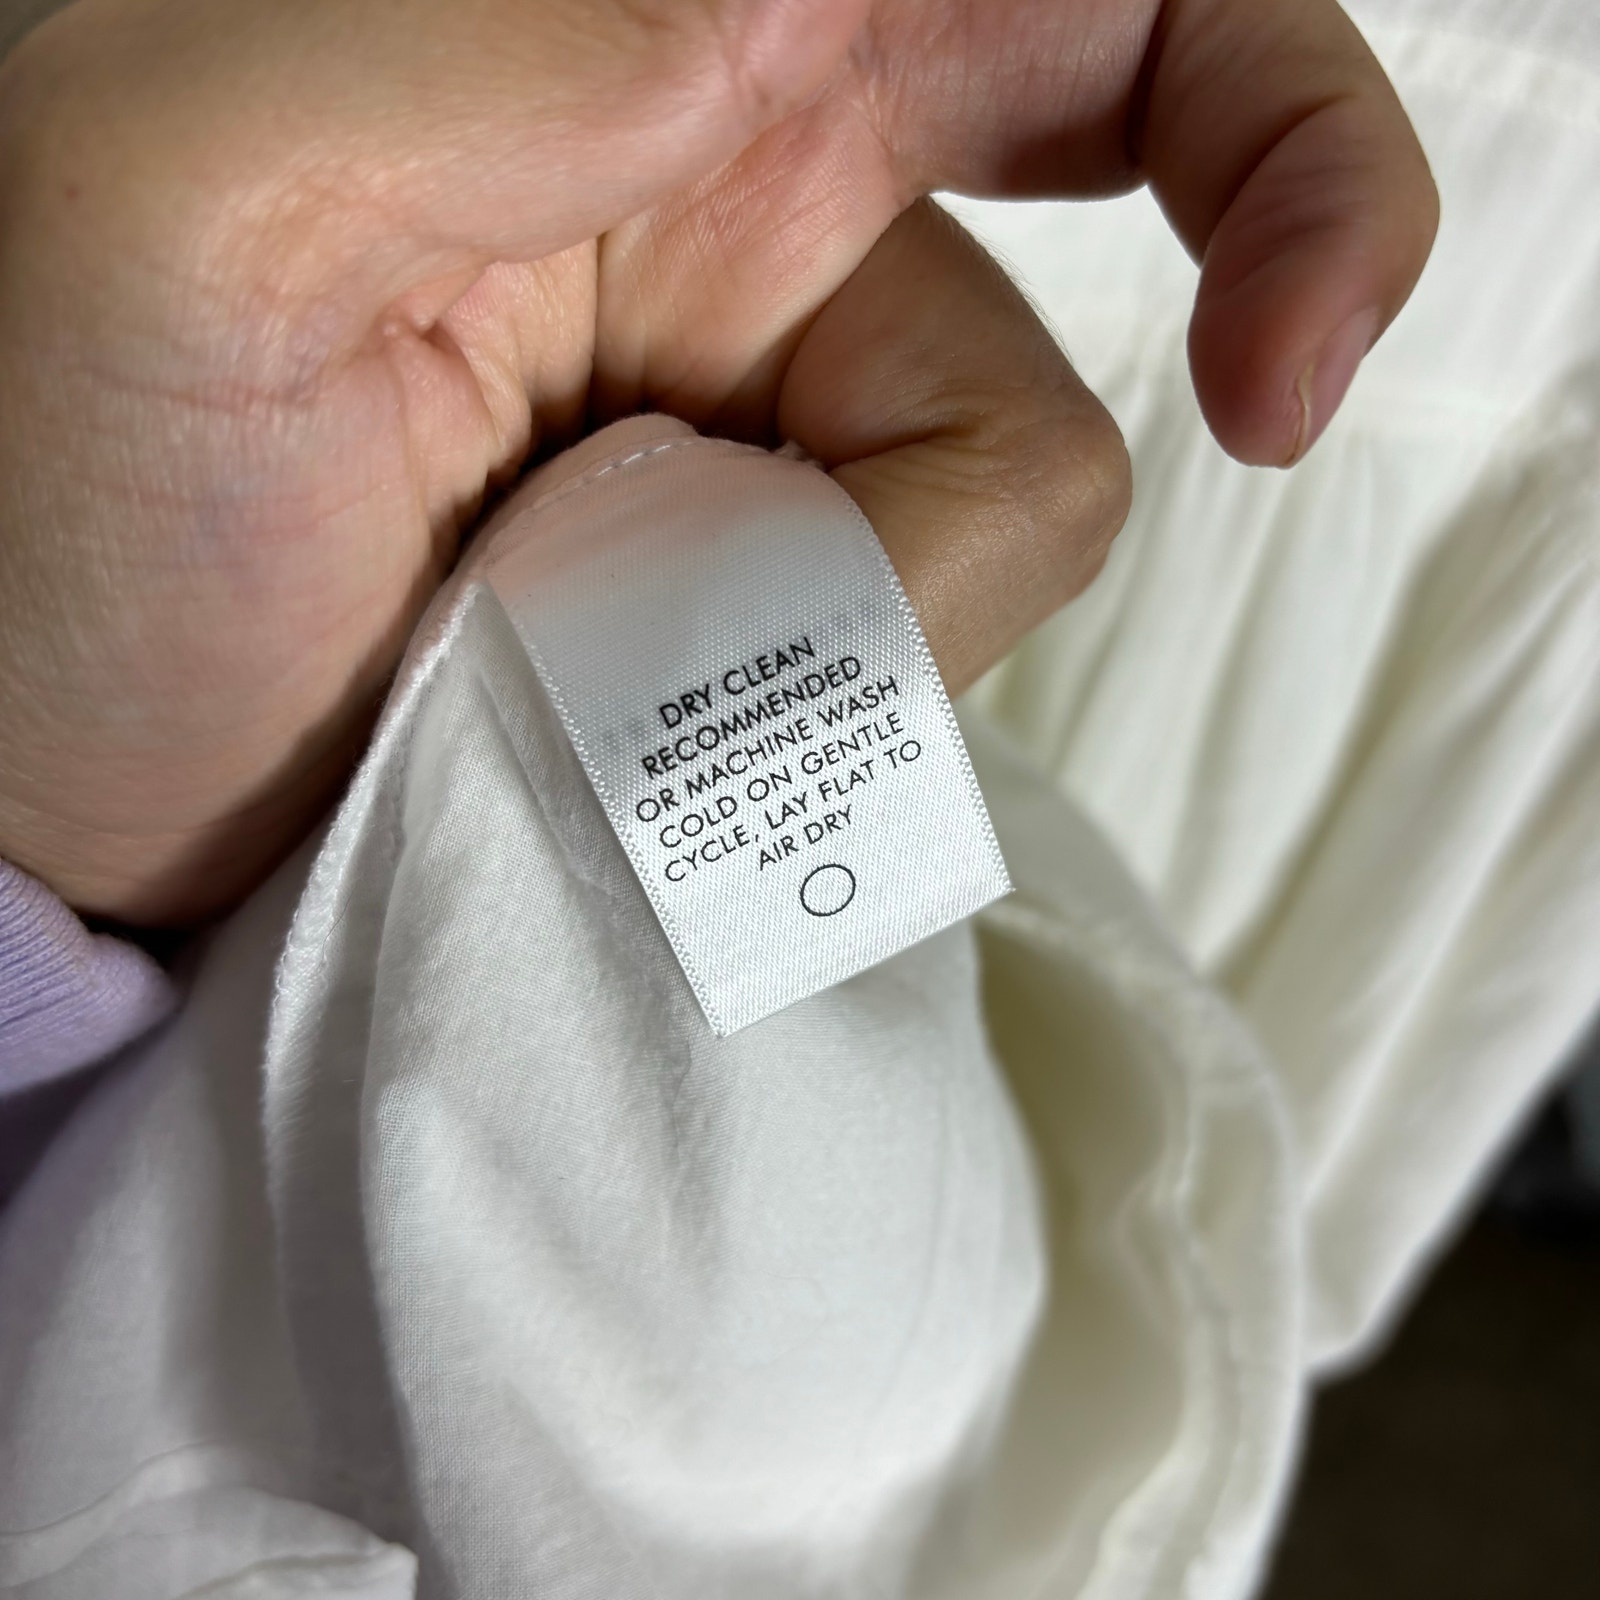 DRY CLEAN
RECOMMENDED
OR MACHINE WASH
COLD ON GENTLE
CYCLE, LAY FLAT TO
AIR DRY